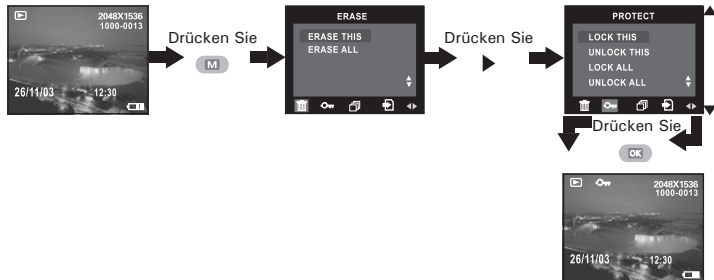 2048X1536
1000-0013
26/11/03 12:30
Drücken Sie
M
ERASE
ERASE THIS
ERASE ALL
Drücken Sie
PROTECT
LOCK THIS
UNLOCK THIS
LOCK ALL
UNLOCK ALL
Drücken Sie
OK
2048X1536
1000-0013
26/11/03 12:30